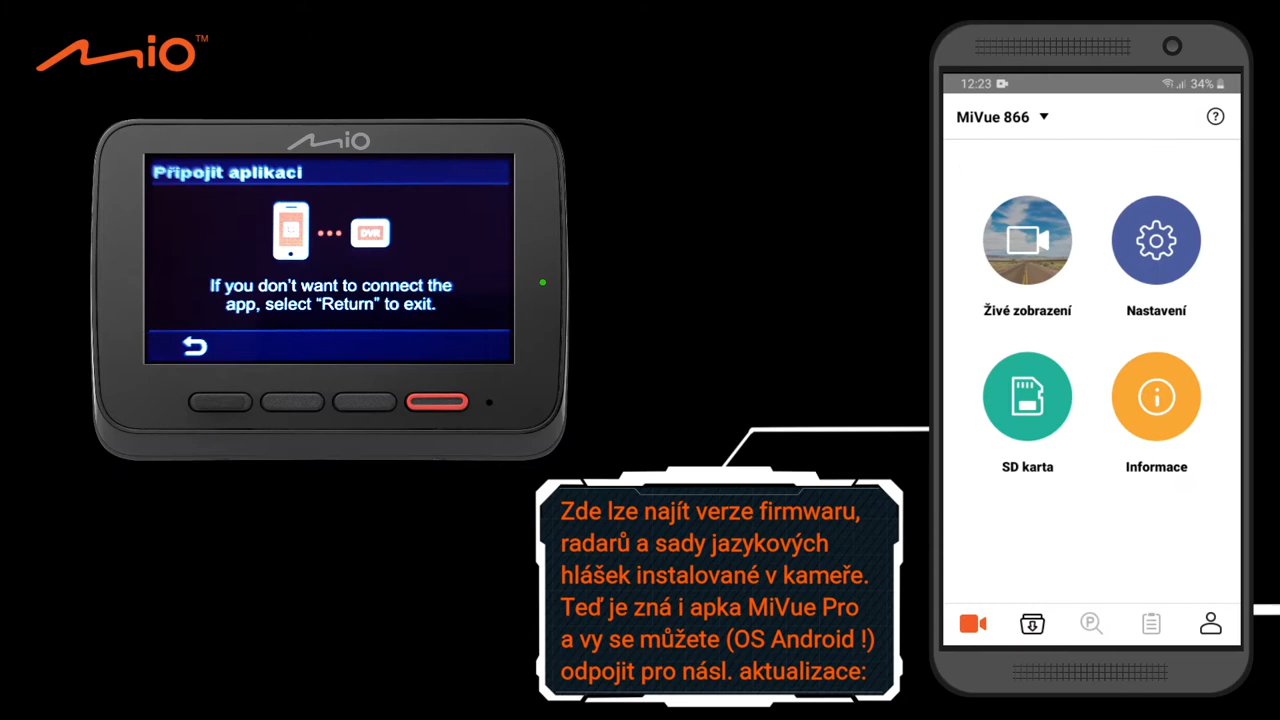 MiO™
MiO
Připojit aplikaci
DVR
If you don't want to connect the
app, select "Return" to exit.
Zde lze najít verze firmwaru,
radarů a sady jazykových
hlášek instalované v kameře.
Teď je zná i apka MiVue Pro
a vy se můžete (OS Android !)
odpojit pro násl. aktualizace:
12:23
34%
MiVue 866
?
Živé zobrazení
Nastavení
SD karta
Informace
P